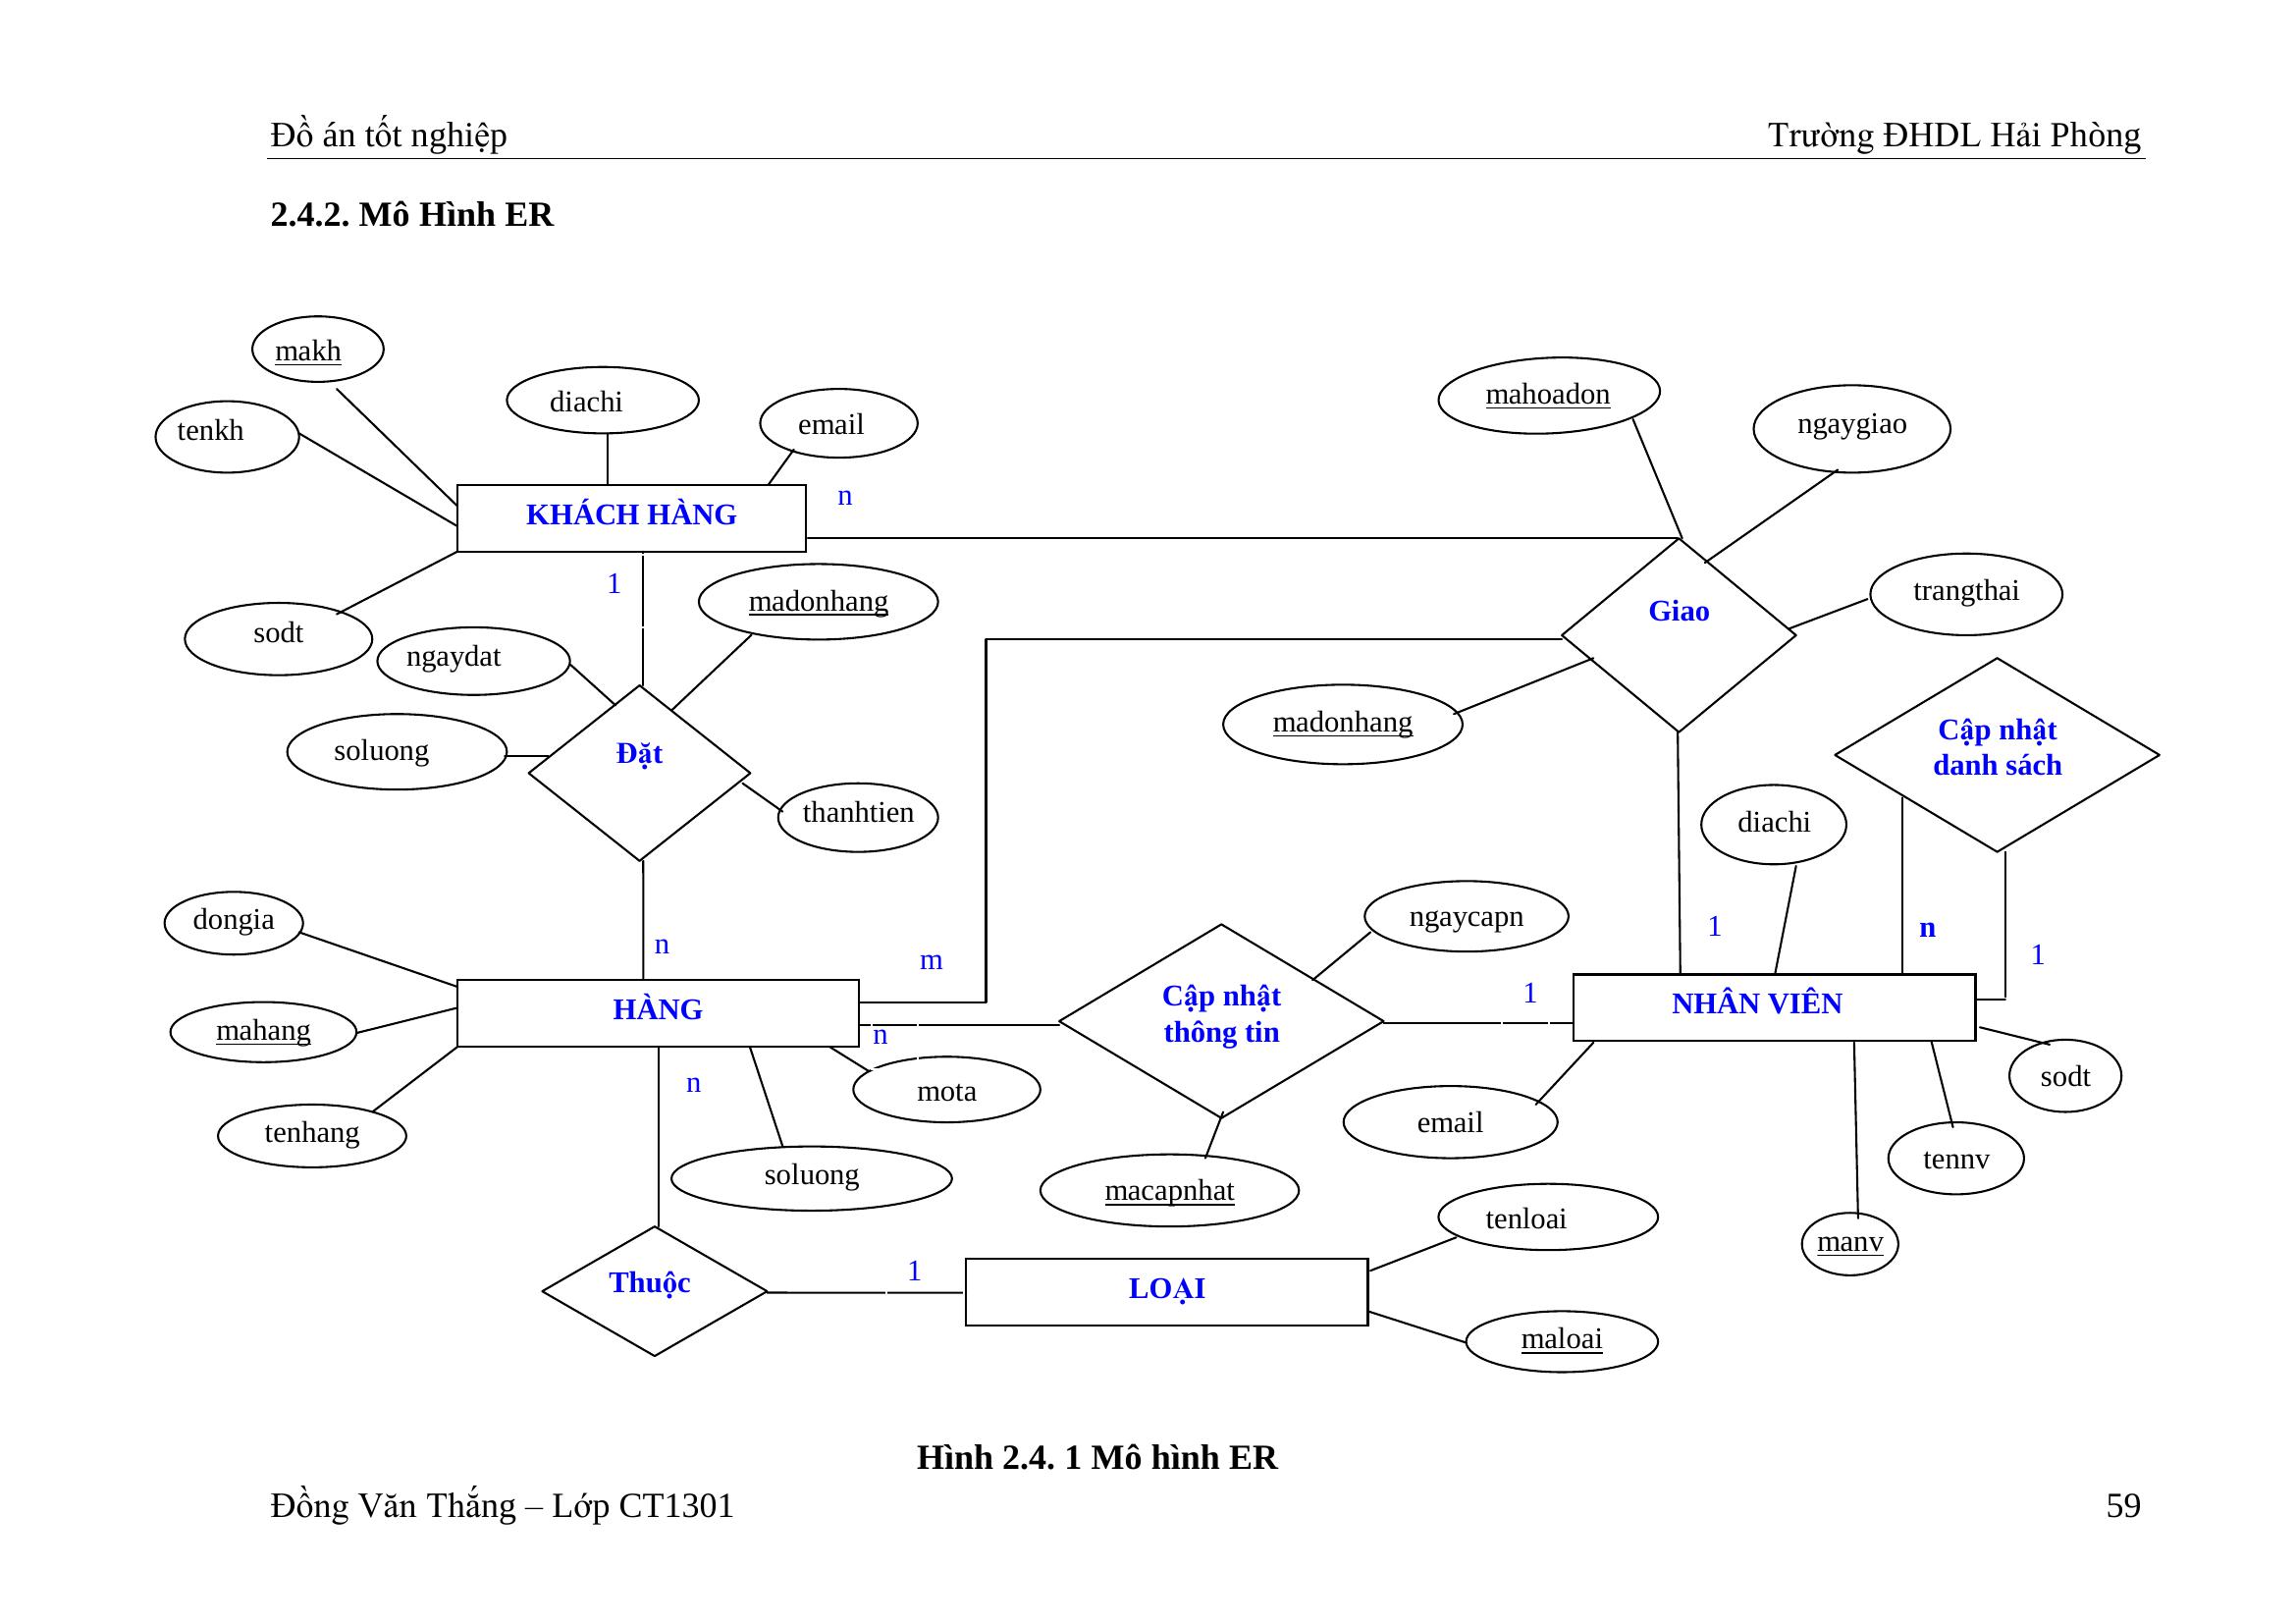 Đồ án tốt nghiệp
Trường ĐHDL Hải Phòng
2.4.2. Mô Hình ER
makh
diachi
email
tenkh
mahoadon
ngaygiao
KHÁCH HÀNG
n
1
madonhang
Giao
trangthai
sodt
ngaydat
soluong
Đặt
madonhang
Cập nhật
danh sách
thanhtien
diachi
dongia
n
m
ngaycapn
1
n
1
HÀNG
Cập nhật
thông tin
1
NHÂN VIÊN
mahang
n
n
mota
sodt
tenhang
email
soluong
tennv
macapnhat
tenloai
manv
Thuộc
1
LOẠI
maloai
Hình 2.4. 1 Mô hình ER
Đồng Văn Thắng – Lớp CT1301
59